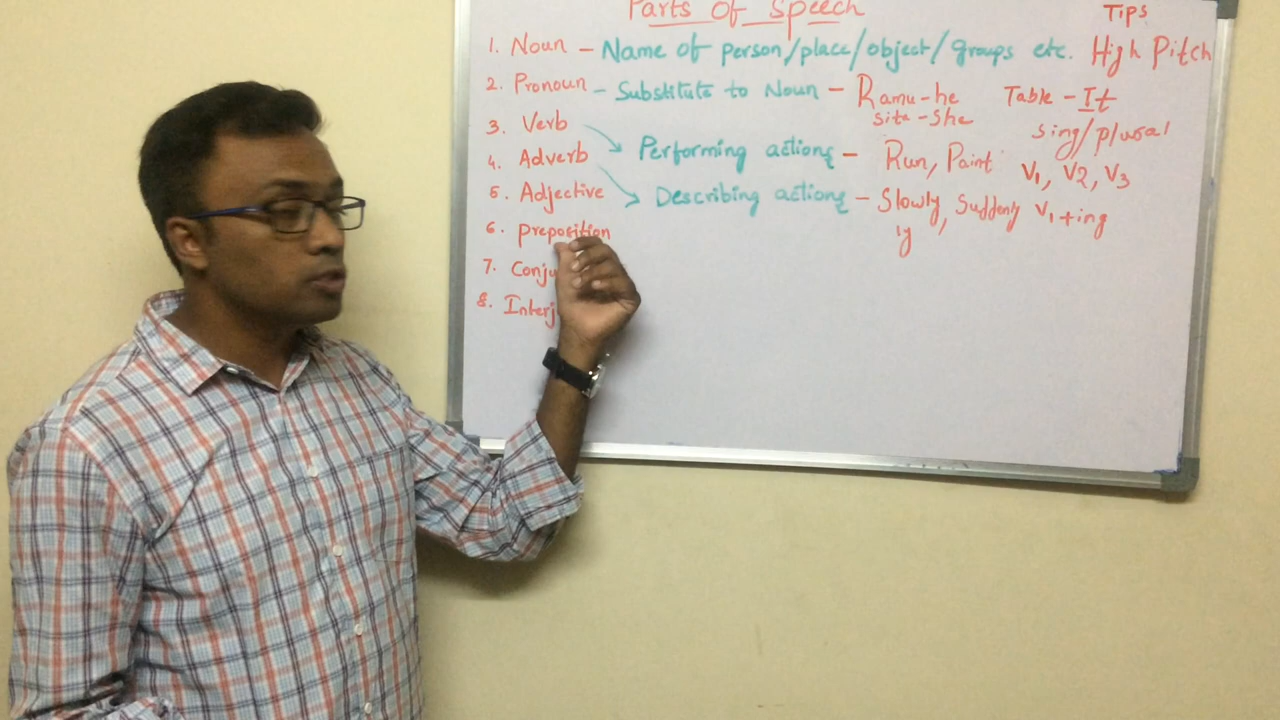 Parts of Speech
Tips
1. Noun – Name of person/place/object/groups etc. High Pitch
2. Pronoun – Substitute to Noun – Ramu-he Table – It
sita-She sing/plural
3. Verb
Performing actions – Run, Paint V1, V2, V3
4. Adverb
Describing actions – Slowly, Suddenly V1+ing
ly
5. Adjective
6. preposition
7. Conju
8. Interj